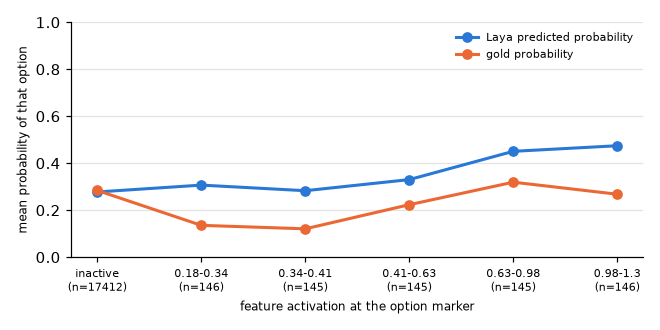 mean probability of that option
1.0
0.8
0.6
0.4
0.2
0.0
Laya predicted probability
gold probability
inactive
(n=17412)
0.18-0.34
(n=146)
0.34-0.41
(n=145)
0.41-0.63
(n=145)
0.63-0.98
(n=145)
0.98-1.3
(n=146)
feature activation at the option marker